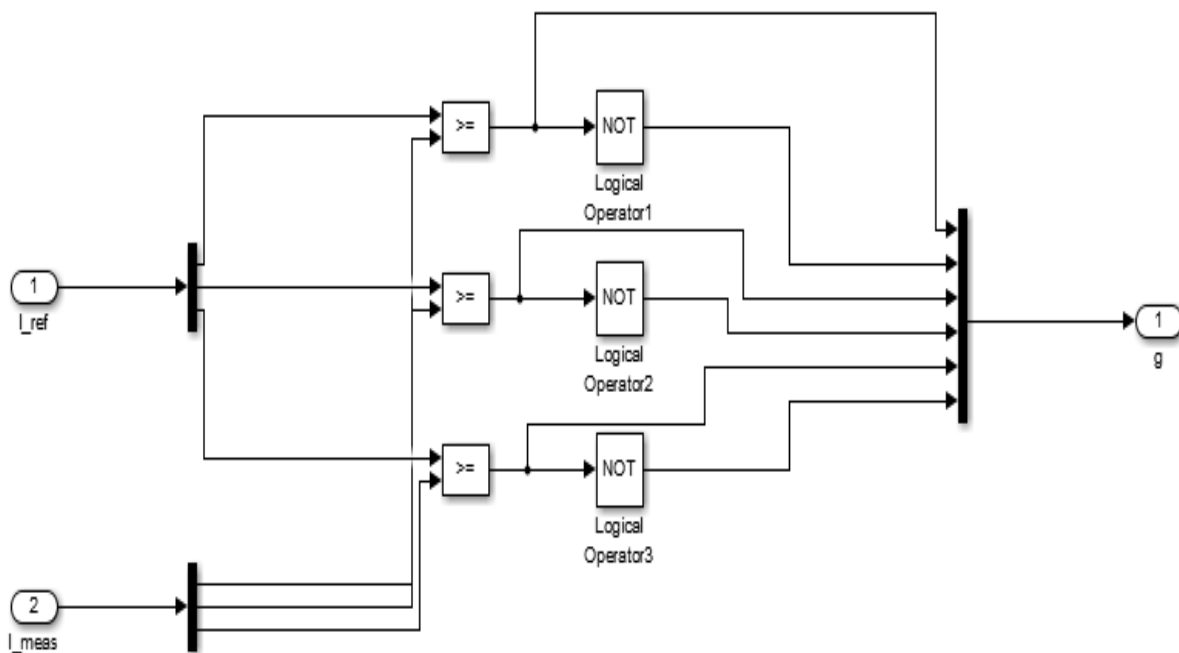 >=
NOT
Logical
Operator1
1
I_ref
>=
NOT
Logical
Operator2
1
g
>=
NOT
Logical
Operator3
2
I_meas